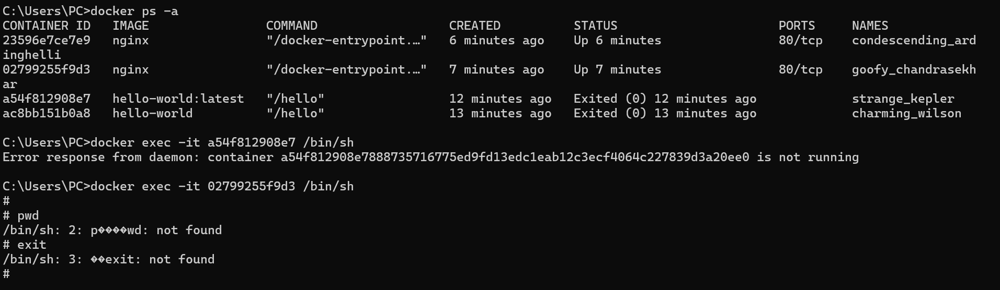 C:\Users\PC>docker ps -a
CONTAINER ID   IMAGE                COMMAND                  CREATED          STATUS                      PORTS     NAMES
23596e7ce7e9   nginx                "/docker-entrypoint.…"   6 minutes ago    Up 6 minutes                80/tcp    condescending_ard
inghelli
02799255f9d3   nginx                "/docker-entrypoint.…"   7 minutes ago    Up 7 minutes                80/tcp    goofy_chandrasekh
ar
a54f812908e7   hello-world:latest   "/hello"                 12 minutes ago   Exited (0) 12 minutes ago             strange_kepler
ac8bb151b0a8   hello-world          "/hello"                 13 minutes ago   Exited (0) 13 minutes ago             charming_wilson
C:\Users\PC>docker exec -it a54f812908e7 /bin/sh
Error response from daemon: container a54f812908e7888735716775ed9fd13edc1eab12c3ecf4064c227839d3a20ee0 is not running
C:\Users\PC>docker exec -it 02799255f9d3 /bin/sh
#
# pwd
/bin/sh: 2: p����wd: not found
# exit
/bin/sh: 3: ��exit: not found
#